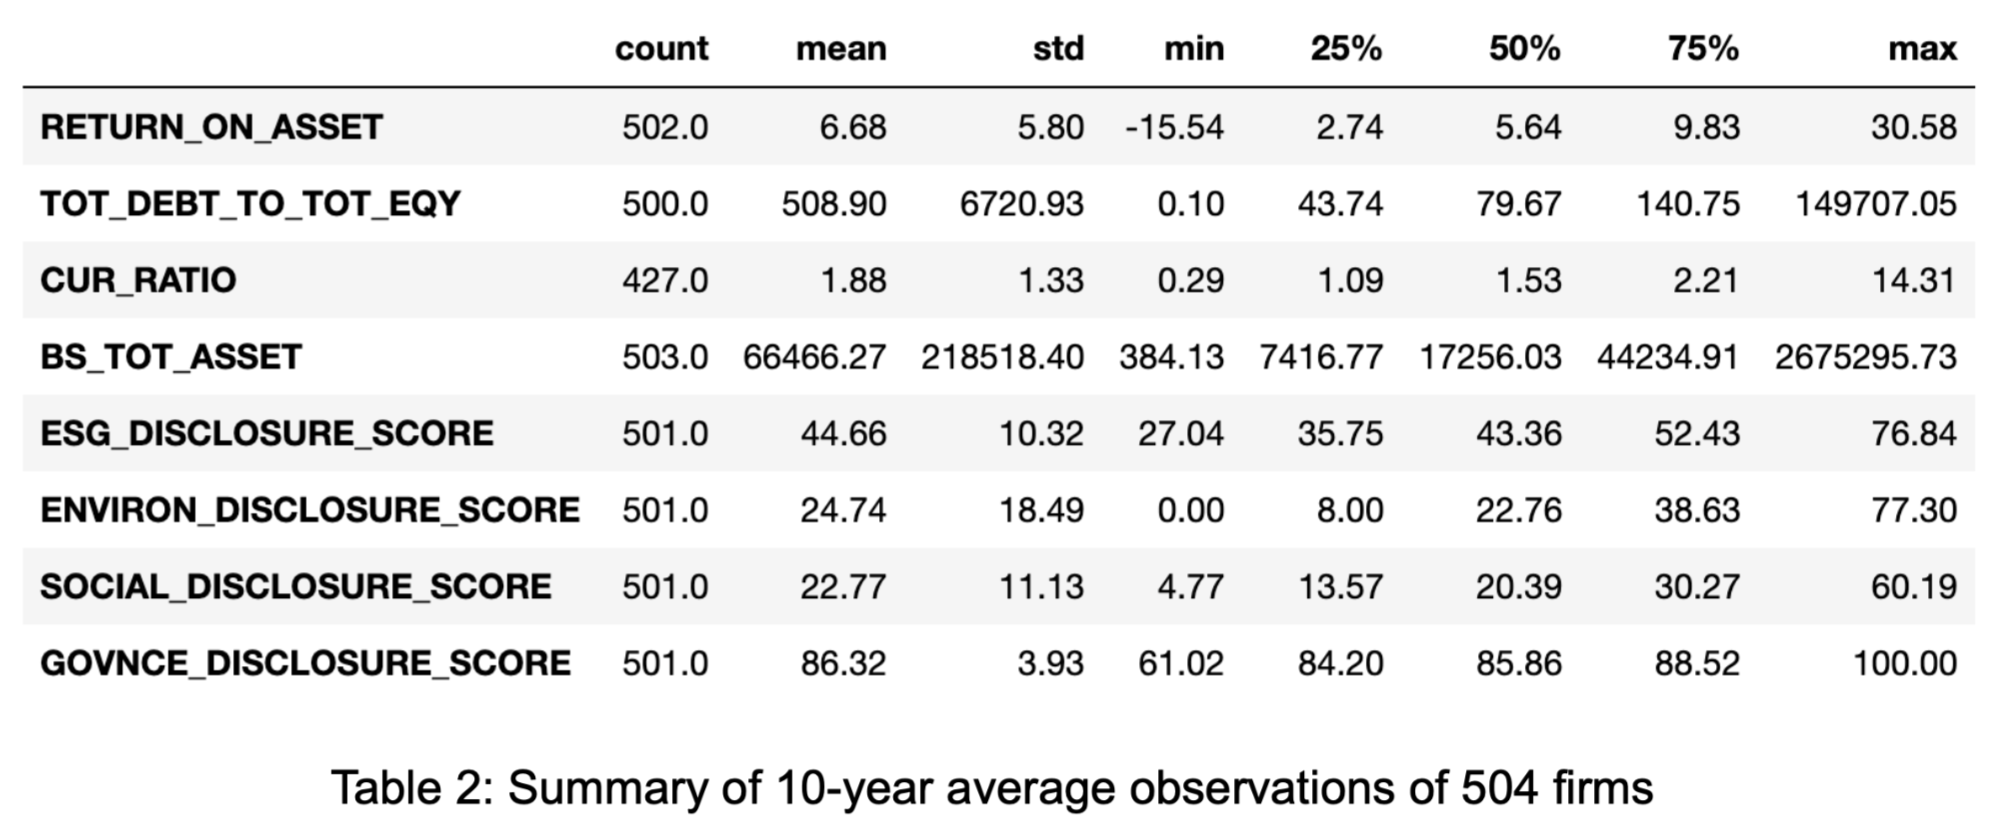 count mean std min 25% 50% 75% max
RETURN_ON_ASSET 502.0 6.68 5.80 -15.54 2.74 5.64 9.83 30.58
TOT_DEBT_TO_TOT_EQY 500.0 508.90 6720.93 0.10 43.74 79.67 140.75 149707.05
CUR_RATIO 427.0 1.88 1.33 0.29 1.09 1.53 2.21 14.31
BS_TOT_ASSET 503.0 66466.27 218518.40 384.13 7416.77 17256.03 44234.91 2675295.73
ESG_DISCLOSURE_SCORE 501.0 44.66 10.32 27.04 35.75 43.36 52.43 76.84
ENVIRON_DISCLOSURE_SCORE 501.0 24.74 18.49 0.00 8.00 22.76 38.63 77.30
SOCIAL_DISCLOSURE_SCORE 501.0 22.77 11.13 4.77 13.57 20.39 30.27 60.19
GOVNCE_DISCLOSURE_SCORE 501.0 86.32 3.93 61.02 84.20 85.86 88.52 100.00
Table 2: Summary of 10-year average observations of 504 firms